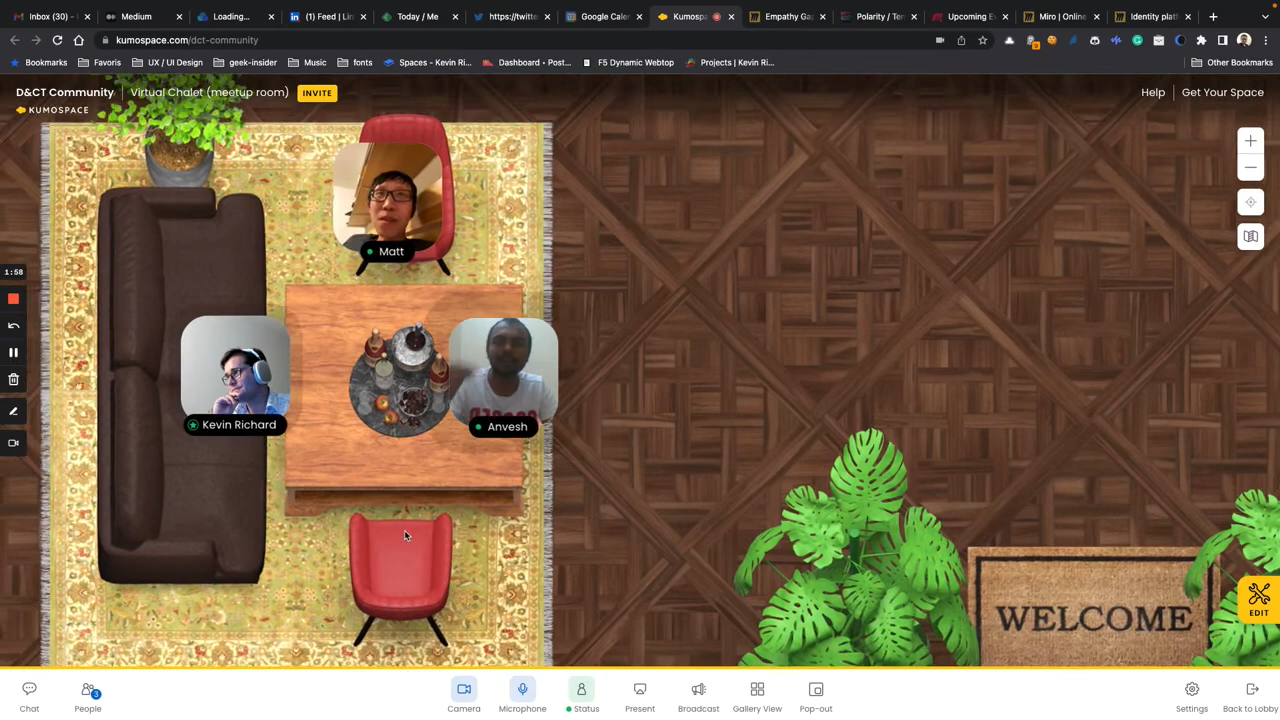 Inbox (30) -
Medium
Loading...
(1) Feed | Lin
Today / Me
https://twitte
Google Caler
Kumospa
Empathy Ga
Polarity / Ter
Upcoming E
Miro | Online
Identity platf
kumospace.com/dct-community
Bookmarks
Favoris
UX / UI Design
geek-insider
Music
fonts
Spaces - Kevin Ri...
Dashboard • Post...
F5 Dynamic Webtop
Projects | Kevin Ri...
Other Bookmarks
D&CT Community
Virtual Chalet (meetup room)
INVITE
Help
Get Your Space
KUMOSPACE
Matt
1:58
Kevin Richard
Anvesh
WELCOME
EDIT
Chat
3
People
Camera
Microphone
Status
Present
Broadcast
Gallery View
Pop-out
Settings
Back to Lobby